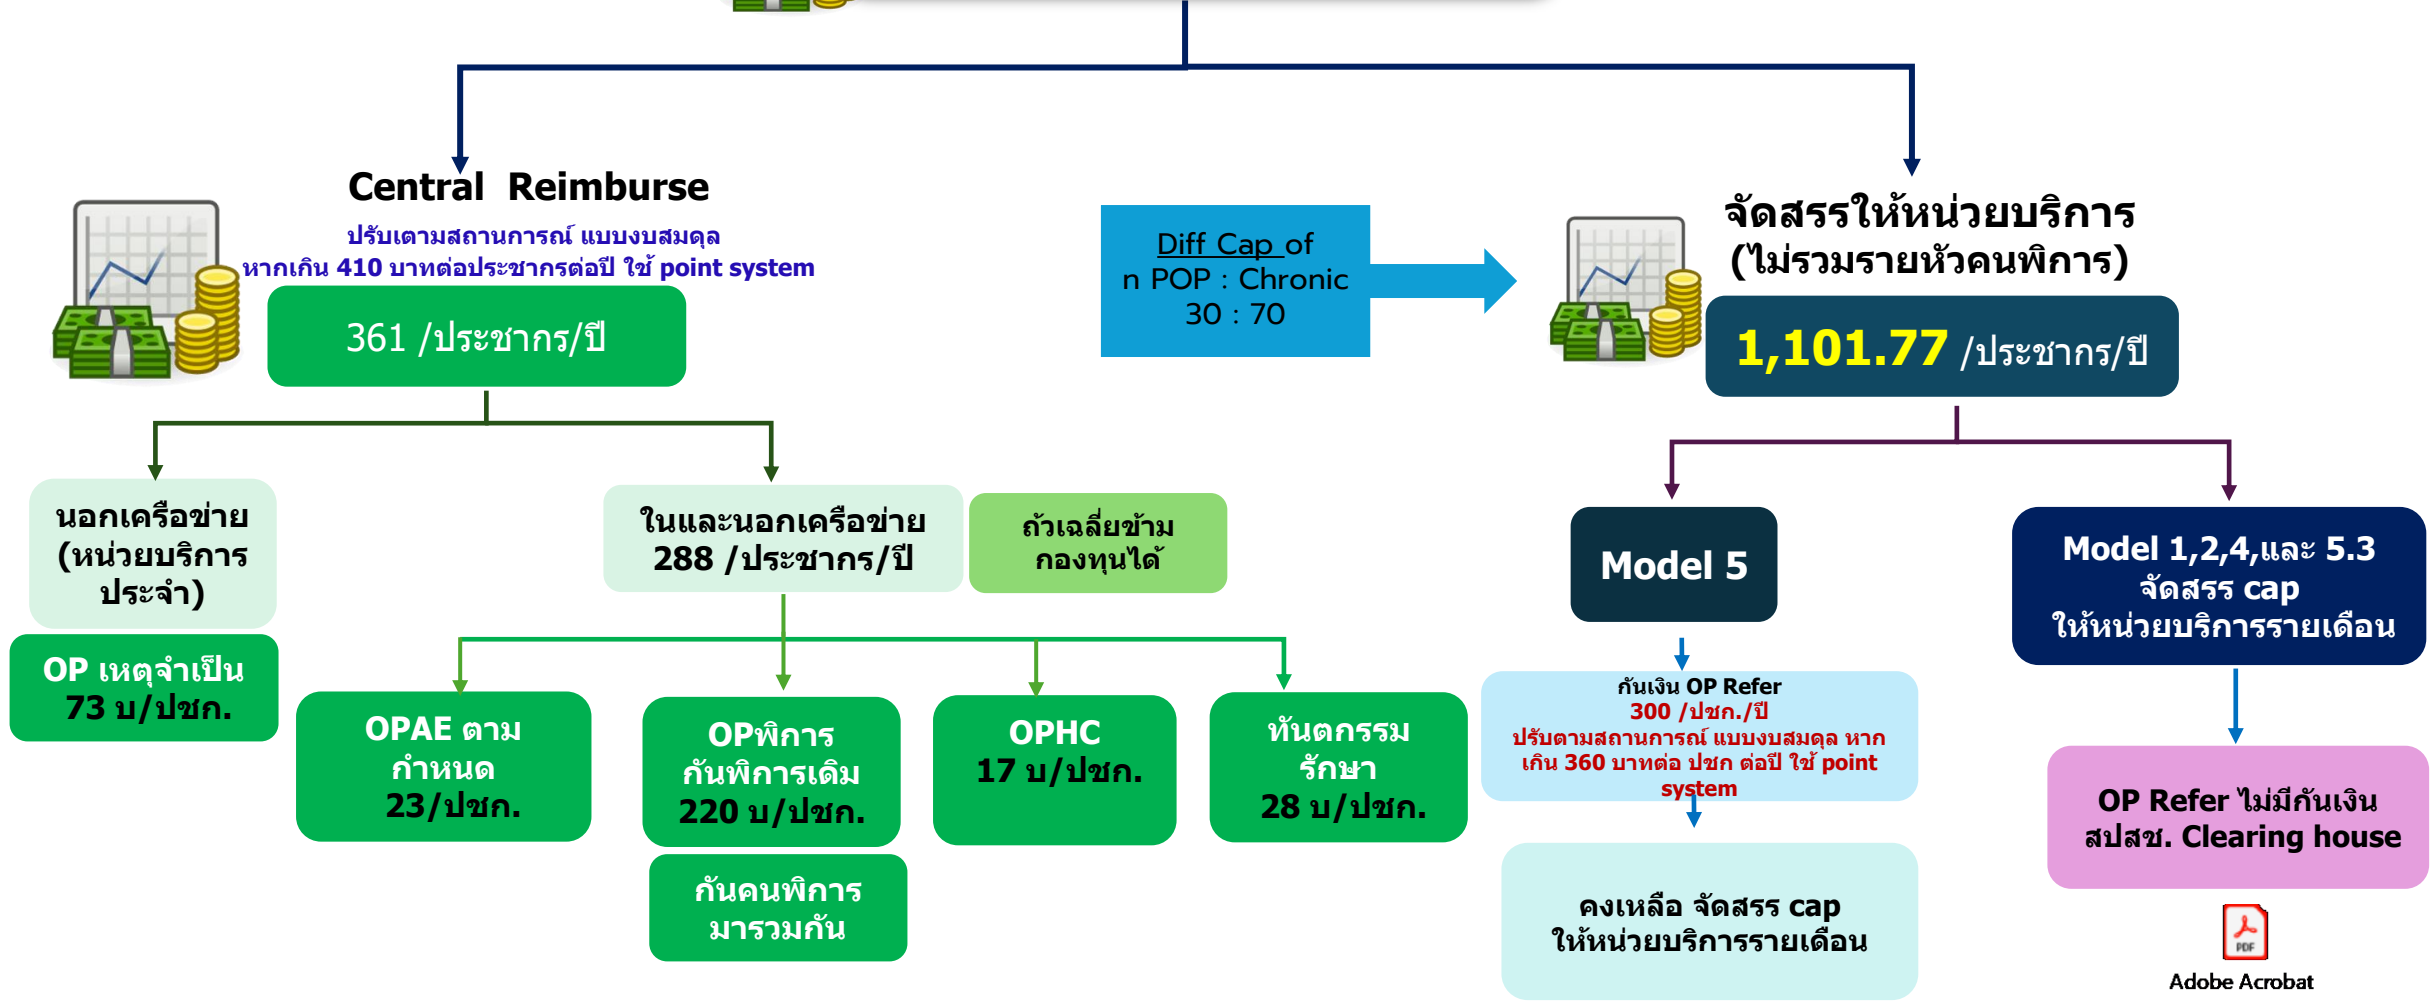 Central Reimburse
ปรับเตามสถานการณ์ แบบงบสมดุล
หากเกิน 410 บาทต่อประชากรต่อปี ใช้ point system
361 /ประชากร/ปี
Diff Cap of
n POP : Chronic
30 : 70
จัดสรรให้หน่วยบริการ
(ไม่รวมรายหัวคนพิการ)
1,101.77 /ประชากร/ปี
นอกเครือข่าย
(หน่วยบริการ
ประจำ)
OP เหตุจำเป็น
73 บ/ปชก.
ในและนอกเครือข่าย
288 /ประชากร/ปี
ถัวเฉลี่ยข้าม
กองทุนได้
OPAE ตาม
กำหนด
23/ปชก.
OPพิการ
กันพิการเดิม
220 บ/ปชก.
กันคนพิการ
มารวมกัน
OPHC
17 บ/ปชก.
ทันตกรรม
รักษา
28 บ/ปชก.
Model 5
กันเงิน OP Refer
300 /ปชก./ปี
ปรับตามสถานการณ์ แบบงบสมดุล หาก
เกิน 360 บาทต่อ ปชก ต่อปี ใช้ point
system
คงเหลือ จัดสรร cap
ให้หน่วยบริการรายเดือน
Model 1,2,4,และ 5.3
จัดสรร cap
ให้หน่วยบริการรายเดือน
OP Refer ไม่มีกันเงิน
สปสช. Clearing house
PDF
Adobe Acrobat